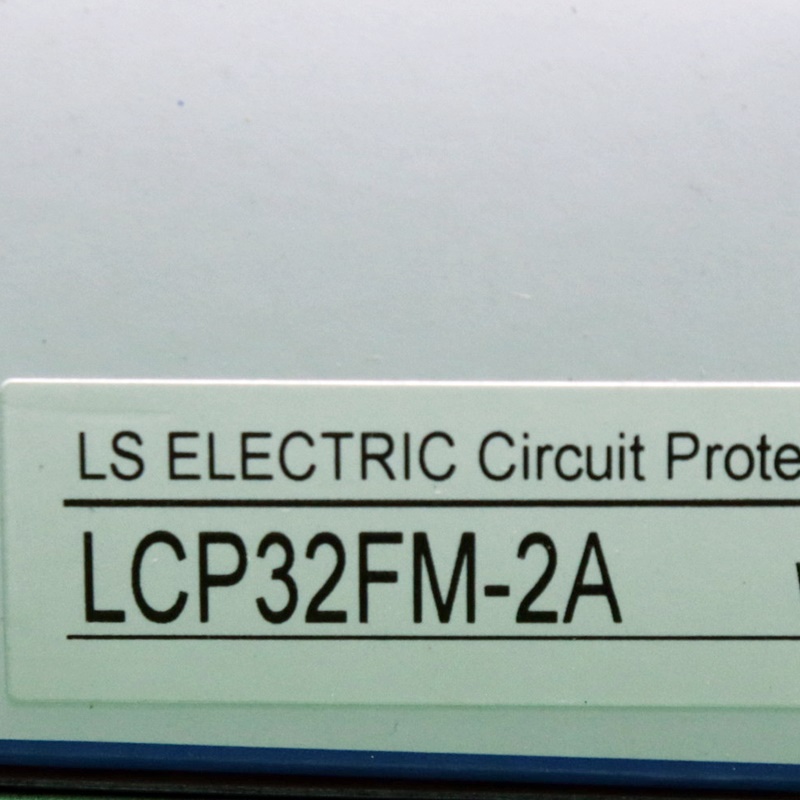 LS ELECTRIC Circuit Prote
LCP32FM-2A